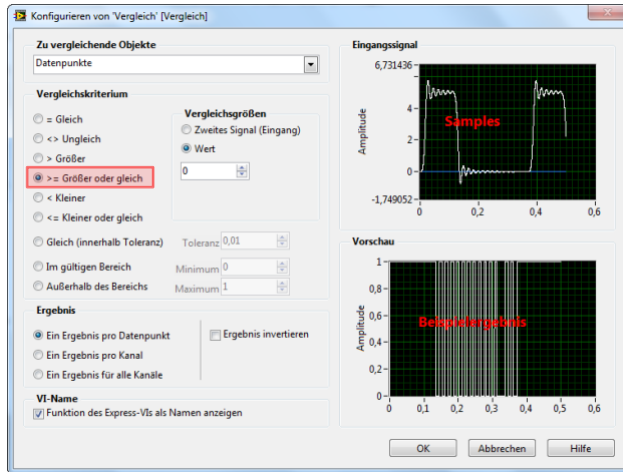 Konfigurieren von 'Vergleich' [Vergleich]
Zu vergleichende Objekte
Datenpunkte
Vergleichskriterium
= Gleich
<> Ungleich
> Größer
>= Größer oder gleich
< Kleiner
<= Kleiner oder gleich
Gleich (innerhalb Toleranz)
Im gültigen Bereich
Außerhalb des Bereichs
Vergleichsgrößen
Zweites Signal (Eingang)
Wert
0
Toleranz 0,01
Minimum 0
Maximum 1
Ergebnis
Ein Ergebnis pro Datenpunkt
Ein Ergebnis pro Kanal
Ein Ergebnis für alle Kanäle
Ergebnis invertieren
VI-Name
Funktion des Express-VIs als Namen anzeigen
Eingangssignal
6,731436
4
2
0
-1,749052
Amplitude
Samples
0 0,2 0,4 0,6
Vorschau
1
0,8
0,6
0,4
0,2
0
Amplitude
Beispielergebnis
0 0,1 0,2 0,3 0,4 0,5 0,6
OK Abbrechen Hilfe